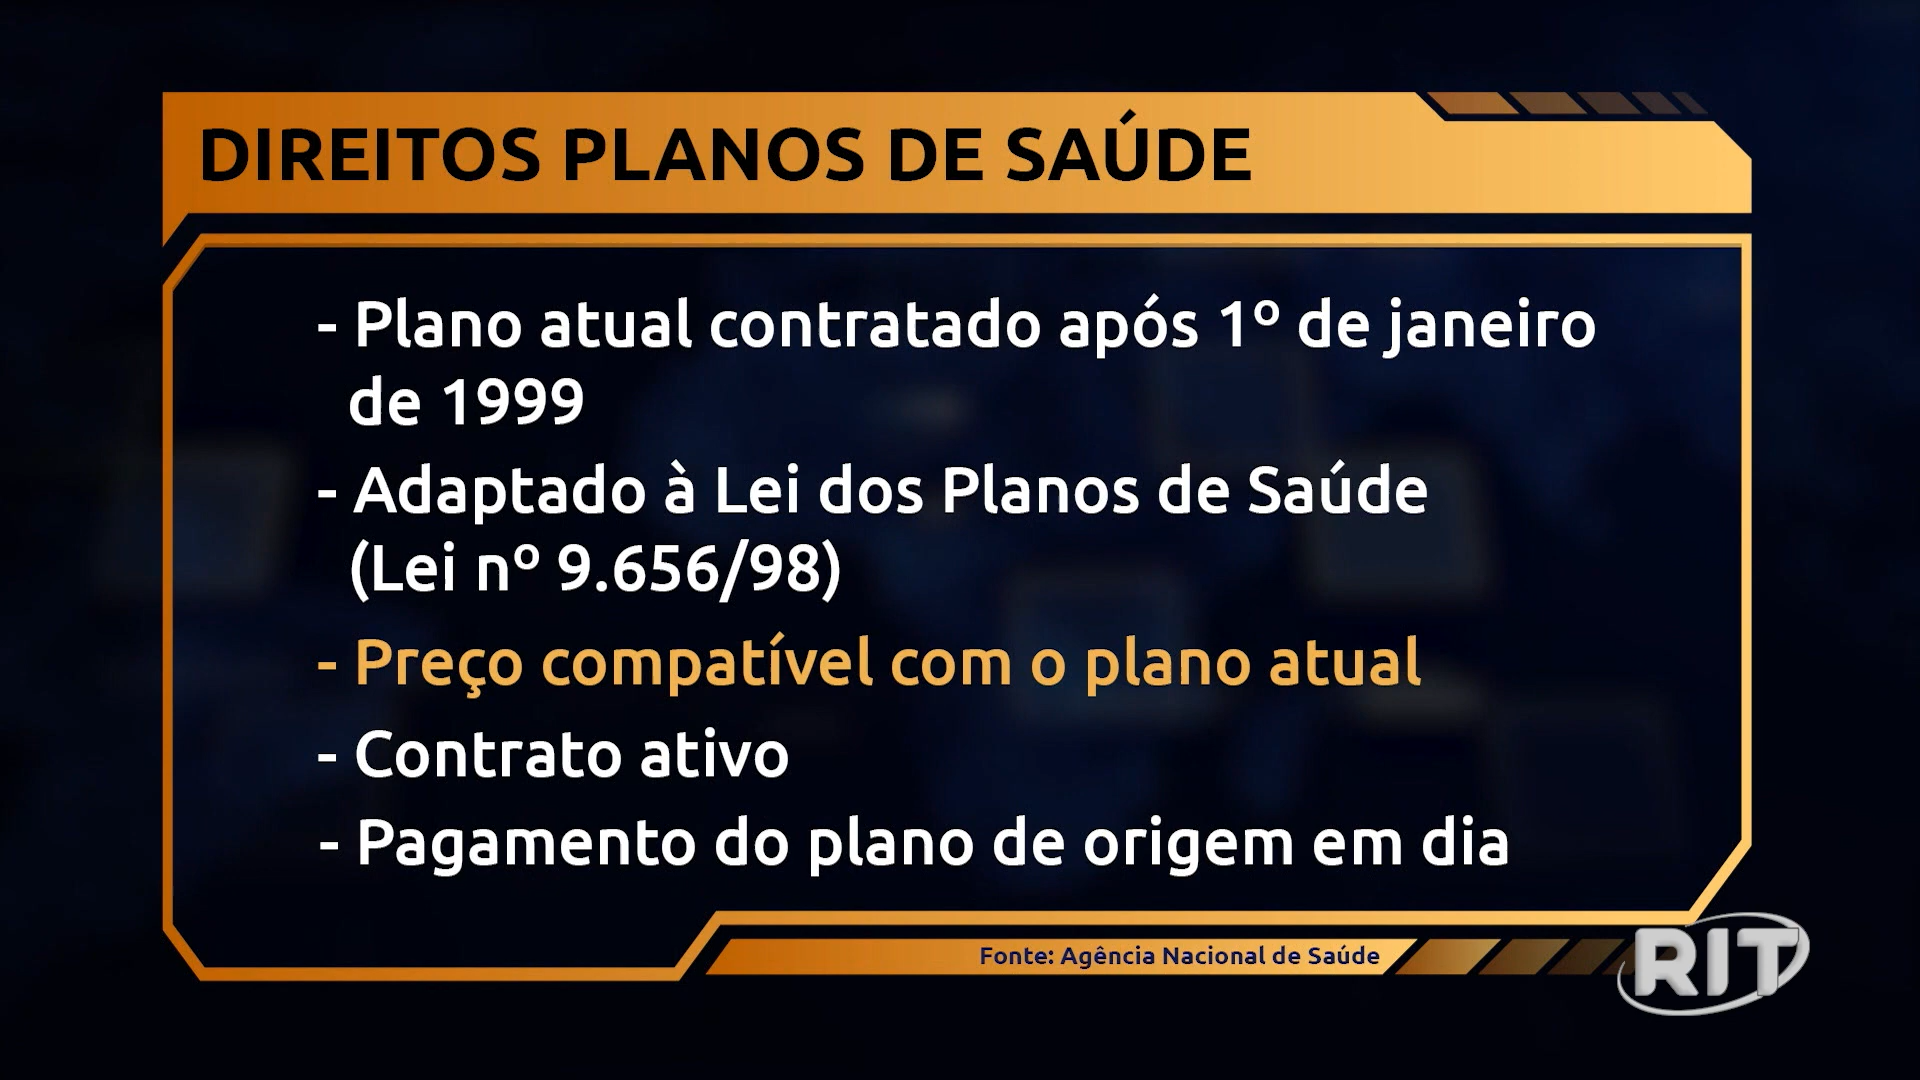 DIREITOS PLANOS DE SAÚDE
- Plano atual contratado após 1º de janeiro
de 1999
- Adaptado à Lei dos Planos de Saúde
(Lei nº 9.656/98)
- Preço compatível com o plano atual
- Contrato ativo
- Pagamento do plano de origem em dia
Fonte: Agência Nacional de Saúde
RIT